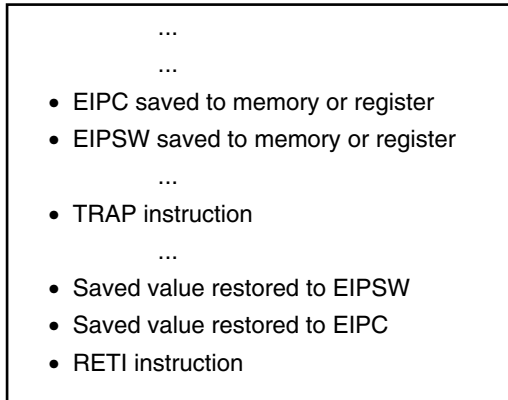 ...
...
• EIPC saved to memory or register
• EIPSW saved to memory or register
...
• TRAP instruction
...
• Saved value restored to EIPSW
• Saved value restored to EIPC
• RETI instruction